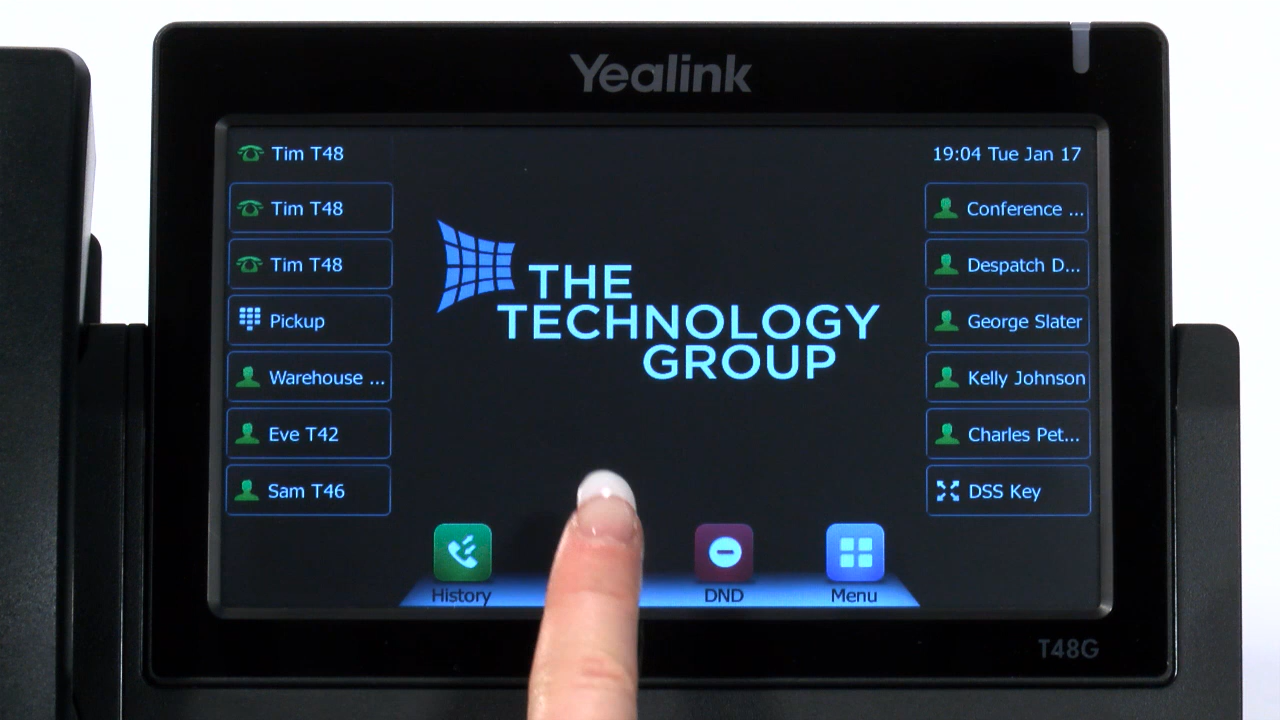 Yealink
Tim T48
19:04 Tue Jan 17
Tim T48
Conference ...
Tim T48
Despatch D...
Pickup
George Slater
Warehouse ...
Kelly Johnson
Eve T42
Charles Pet...
Sam T46
DSS Key
THE
TECHNOLOGY
GROUP
History
DND
Menu
T48G